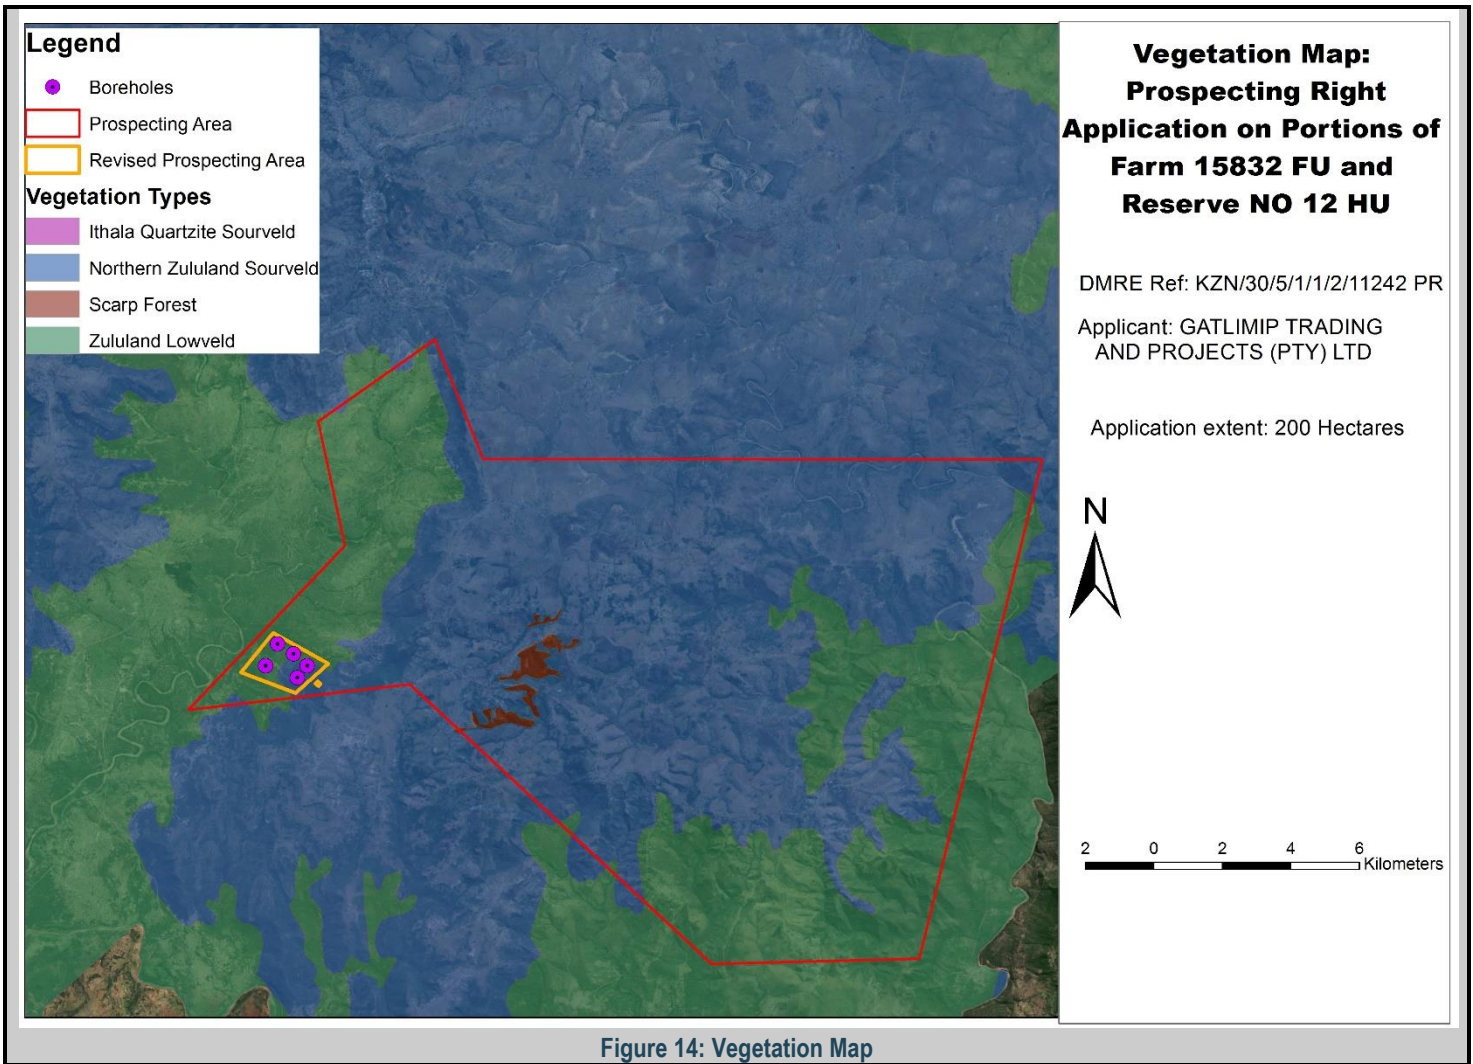 Legend
Boreholes
Prospecting Area
Revised Prospecting Area
Vegetation Types
Ithala Quartzite Sourveld
Northern Zululand Sourveld
Scarp Forest
Zululand Lowveld
Vegetation Map:
Prospecting Right
Application on Portions of
Farm 15832 FU and
Reserve NO 12 HU
DMRE Ref: KZN/30/5/1/1/2/11242 PR
Applicant: GATLIMIP TRADING
AND PROJECTS (PTY) LTD
Application extent: 200 Hectares
N
2 0 2 4 6
Kilometers
Figure 14: Vegetation Map